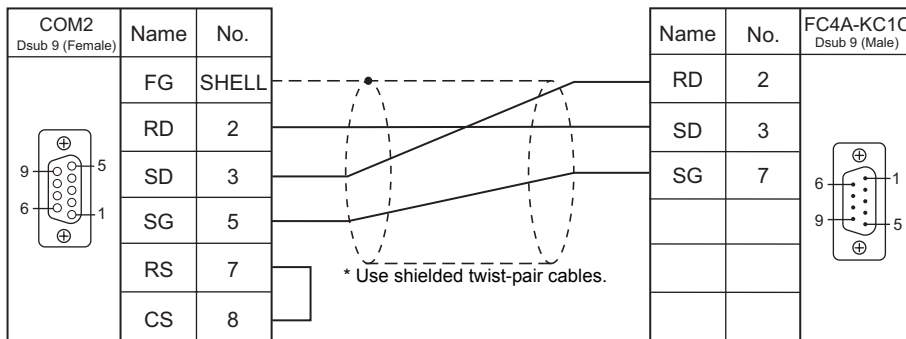 COM2
Dsub 9 (Female)
Name No.
FG SHELL
RD 2
SD 3
SG 5
RS 7
CS 8
9
5
6
1
* Use shielded twist-pair cables.
Name No.
FC4A-KC1C
Dsub 9 (Male)
RD 2
SD 3
SG 7
6
1
9
5